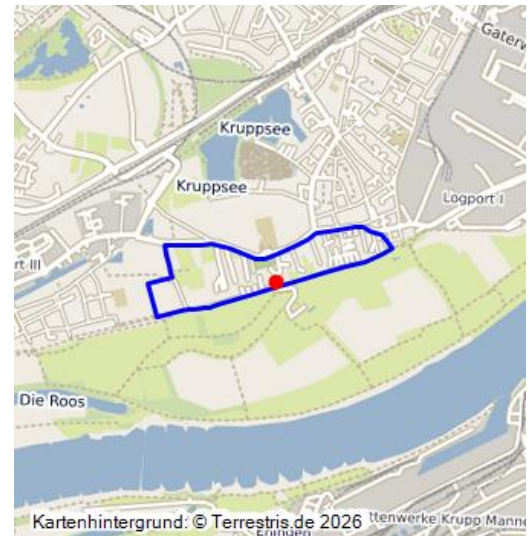 Gaterw
Kruppsee
Kruppsee
Logport I
rt III
Die Roos
ttenwerke Krupp Manne
Kartenhintergrund: © Terrestris.de 2026